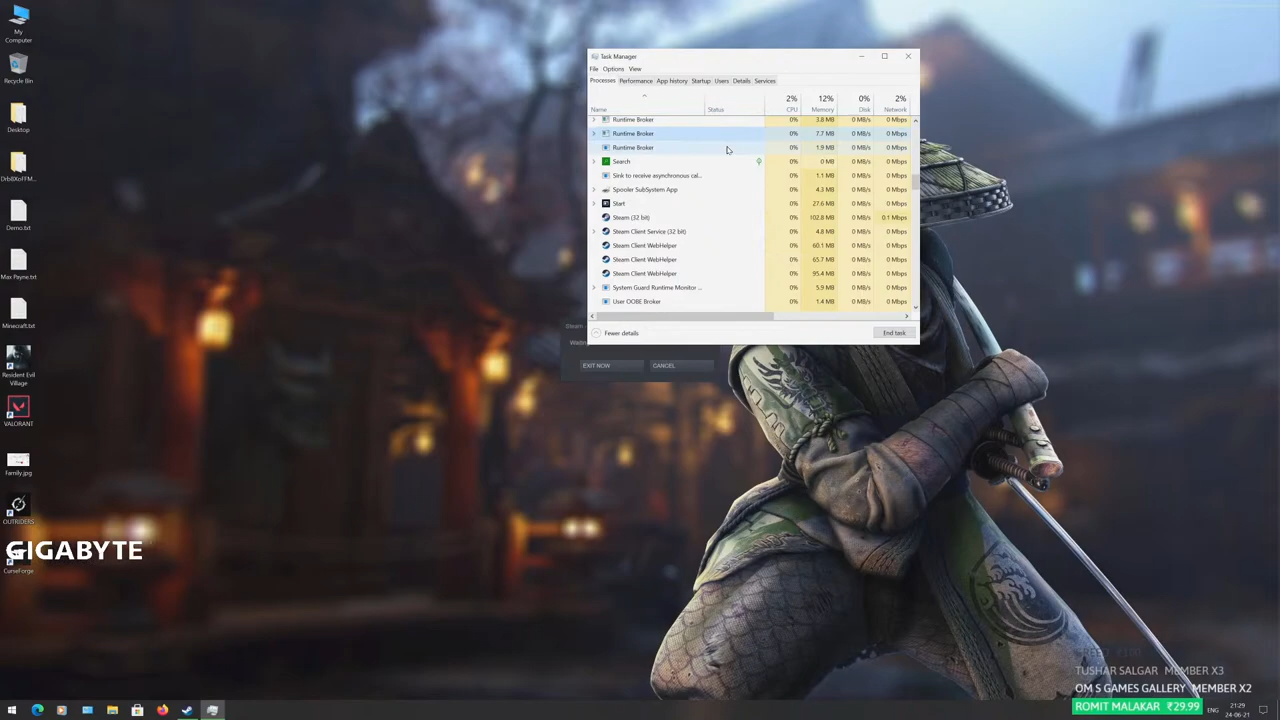 My
Computer
Recycle Bin
Desktop
Demo.txt
Max Payne.txt
Minecraft.txt
Resident Evil
Village
VALORANT
Family.jpg
OUTRIDERS
GIGABYTE
CurseForge
Task Manager
File Options View
Processes Performance App history Startup Users Details Services
2% 12% 0% 2%
Name Status CPU Memory Disk Network
Runtime Broker 0% 3.8 MB 0 MB/s 0 Mbps
Runtime Broker 0% 7.7 MB 0 MB/s 0 Mbps
Runtime Broker 0% 1.9 MB 0 MB/s 0 Mbps
Search 0% 0 MB 0 MB/s 0 Mbps
Sink to receive asynchronous cal... 0% 1.1 MB 0 MB/s 0 Mbps
Spooler SubSystem App 0% 4.3 MB 0 MB/s 0 Mbps
Start 0% 27.6 MB 0 MB/s 0 Mbps
Steam (32 bit) 0% 102.8 MB 0 MB/s 0.1 Mbps
Steam Client Service (32 bit) 0% 4.8 MB 0 MB/s 0 Mbps
Steam Client WebHelper 0% 60.1 MB 0 MB/s 0 Mbps
Steam Client WebHelper 0% 65.7 MB 0 MB/s 0 Mbps
Steam Client WebHelper 0% 95.4 MB 0 MB/s 0 Mbps
System Guard Runtime Monitor ... 0% 5.9 MB 0 MB/s 0 Mbps
User OOBE Broker 0% 1.4 MB 0 MB/s 0 Mbps
Fewer details End task
Steam
EXIT NOW CANCEL
TUSHAR SALGAR MEMBER X3
OM S GAMES GALLERY MEMBER X2
ROMIT MALAKAR ₹29.99
ENG
21:29
24-06-21